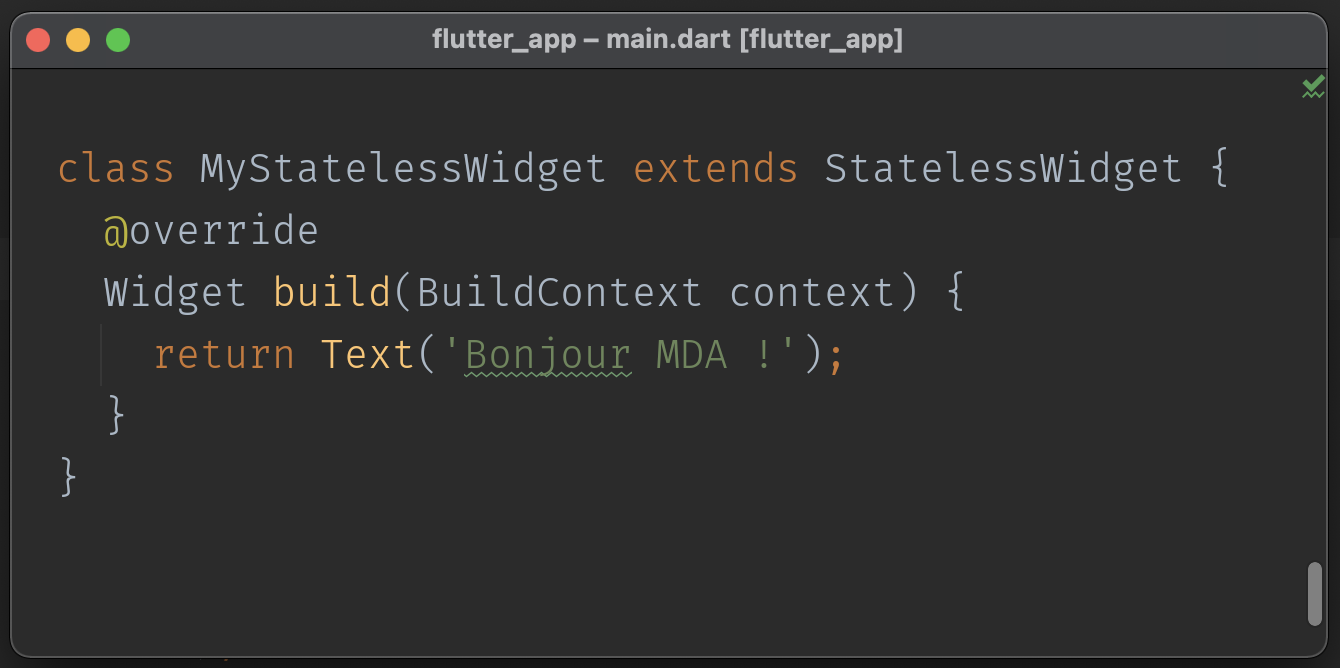 flutter_app – main.dart [flutter_app]
class MyStatelessWidget extends StatelessWidget {
  @override
  Widget build(BuildContext context) {
    return Text('Bonjour MDA !');
  }
}